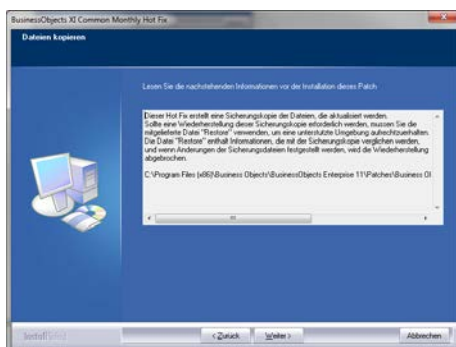 BusinessObjects XI Common Monthly Hot Fix
Dateien kopieren
Lesen Sie die nachstehenden Informationen vor der Installation dieses Patch
Dieser Hot Fix erstellt eine Sicherungskopie der Dateien, die aktualisiert werden.
Sollte eine Wiederherstellung dieser Sicherungskopie erforderlich werden, mussen Sie die
mitgelieferte Datei "Restore" verwenden, um eine unterstutzte Umgebung aufrechtzuerhalten.
Die Datei "Restore" enthalt Informationen, die mit der Sicherungskopie verglichen werden,
und wenn Anderungen der Sicherungsdateien festgestellt werden, wird die Wiederherstellung
abgebrochen.
C:\Program Files (x86)\Business Objects\BusinessObjects Enterprise 11\Patches\Business Ol
InstallShield
< Zurück
Weiter >
Abbrechen